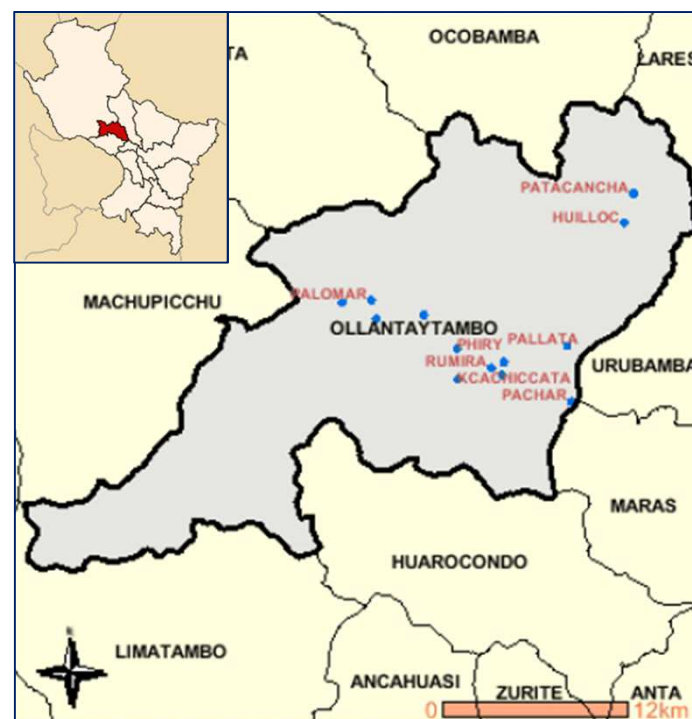 OCOBAMBA
TA
LARES
PATACANCHA
HUILLOC
MACHUPICCHU
PALOMAR
OLLANTAYTAMBO
PHIRY
PALLATA
RUMIRA
URUBAMBA
KCACHICCATA
PACHAR
MARAS
HUAROCONDO
LIMATAMBO
ANCAHUASI
ZURITE
ANTA
0
12km